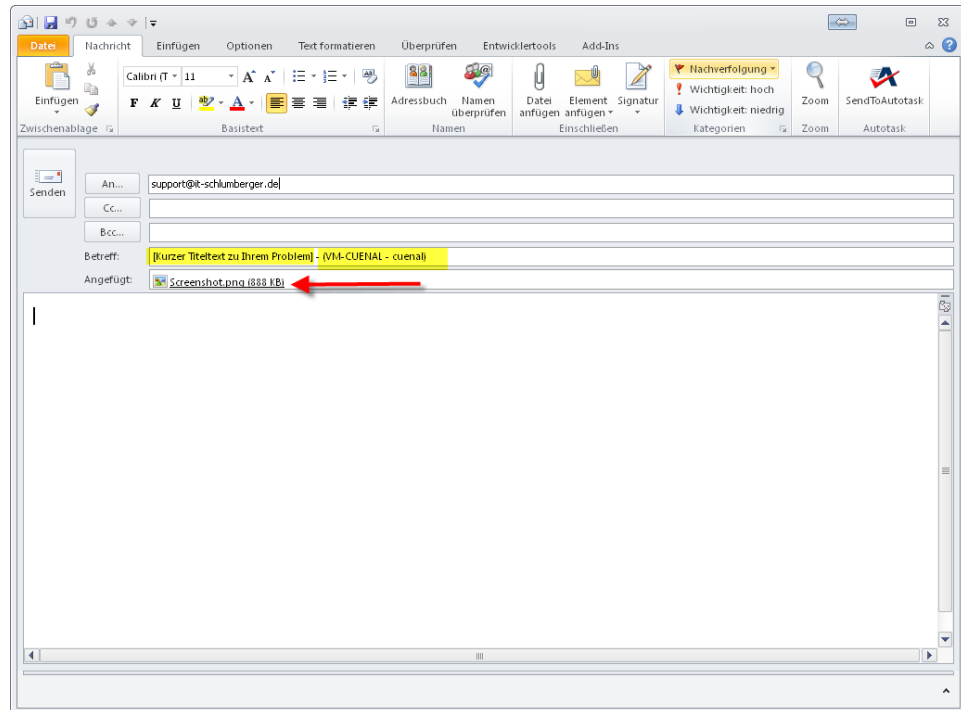 Datei Nachricht Einfügen Optionen Text formatieren Überprüfen Entwicklertools Add-Ins
Einfügen
Calibri (T 11
F K U
Adressbuch Namen überprüfen
Datei anfügen Element anfügen Signatur
Nachverfolgung
Wichtigkeit: hoch
Wichtigkeit: niedrig
Zoom
SendToAutotask
Zwischenablage Basistext Namen Einschließen Kategorien Zoom Autotask
Senden
An... support@it-schlumberger.de
Cc...
Bcc...
Betreff: [Kurzer Titeltext zu Ihrem Problem] - (VM-CUENAL - cuenal)
Angefügt: Screenshot.png (888 KB)